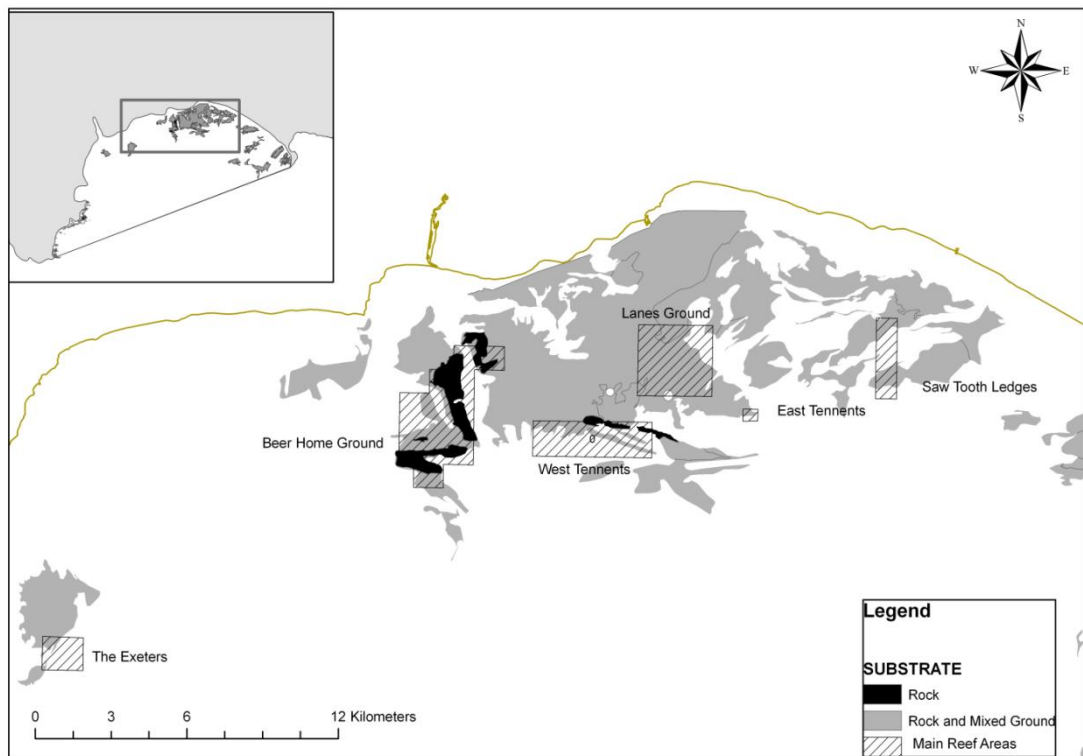 N
W E
S
Lanes Ground
Saw Tooth Ledges
East Tennents
Beer Home Ground
0
West Tennents
The Exeters
Legend
SUBSTRATE
Rock
Rock and Mixed Ground
Main Reef Areas
0 3 6 12 Kilometers